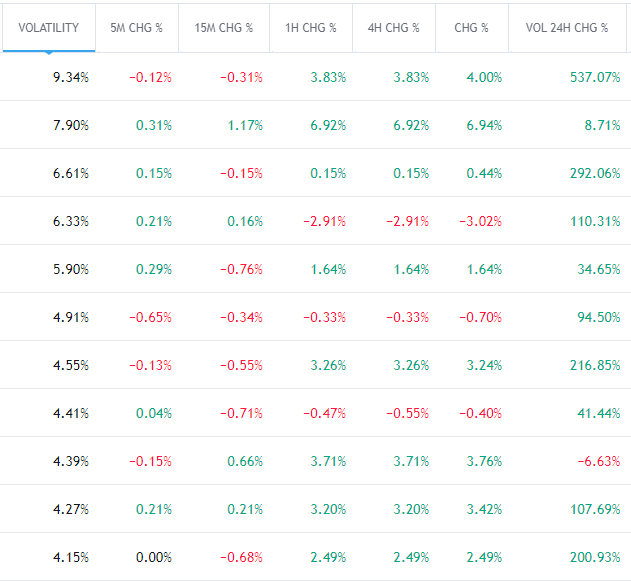 VOLATILITY 5M CHG % 15M CHG % 1H CHG % 4H CHG % CHG % VOL 24H CHG %
9.34% −0.12% −0.31% 3.83% 3.83% 4.00% 537.07%
7.90% 0.31% 1.17% 6.92% 6.92% 6.94% 8.71%
6.61% 0.15% −0.15% 0.15% 0.15% 0.44% 292.06%
6.33% 0.21% 0.16% −2.91% −2.91% −3.02% 110.31%
5.90% 0.29% −0.76% 1.64% 1.64% 1.64% 34.65%
4.91% −0.65% −0.34% −0.33% −0.33% −0.70% 94.50%
4.55% −0.13% −0.55% 3.26% 3.26% 3.24% 216.85%
4.41% 0.04% −0.71% −0.47% −0.55% −0.40% 41.44%
4.39% −0.15% 0.66% 3.71% 3.71% 3.76% −6.63%
4.27% 0.21% 0.21% 3.20% 3.20% 3.42% 107.69%
4.15% 0.00% −0.68% 2.49% 2.49% 2.49% 200.93%